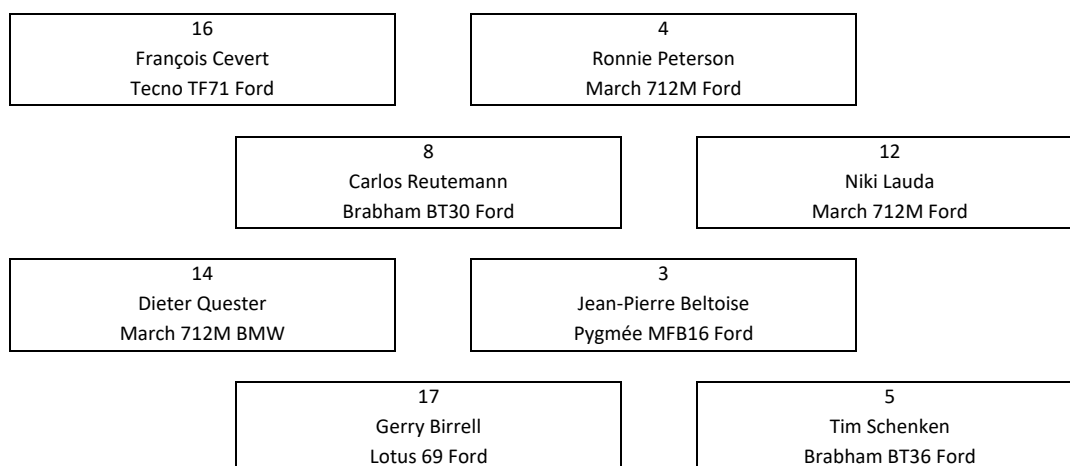 16
François Cevert
Tecno TF71 Ford
4
Ronnie Peterson
March 712M Ford
8
Carlos Reutemann
Brabham BT30 Ford
12
Niki Lauda
March 712M Ford
14
Dieter Quester
March 712M BMW
3
Jean-Pierre Beltoise
Pygmée MFB16 Ford
17
Gerry Birrell
Lotus 69 Ford
5
Tim Schenken
Brabham BT36 Ford